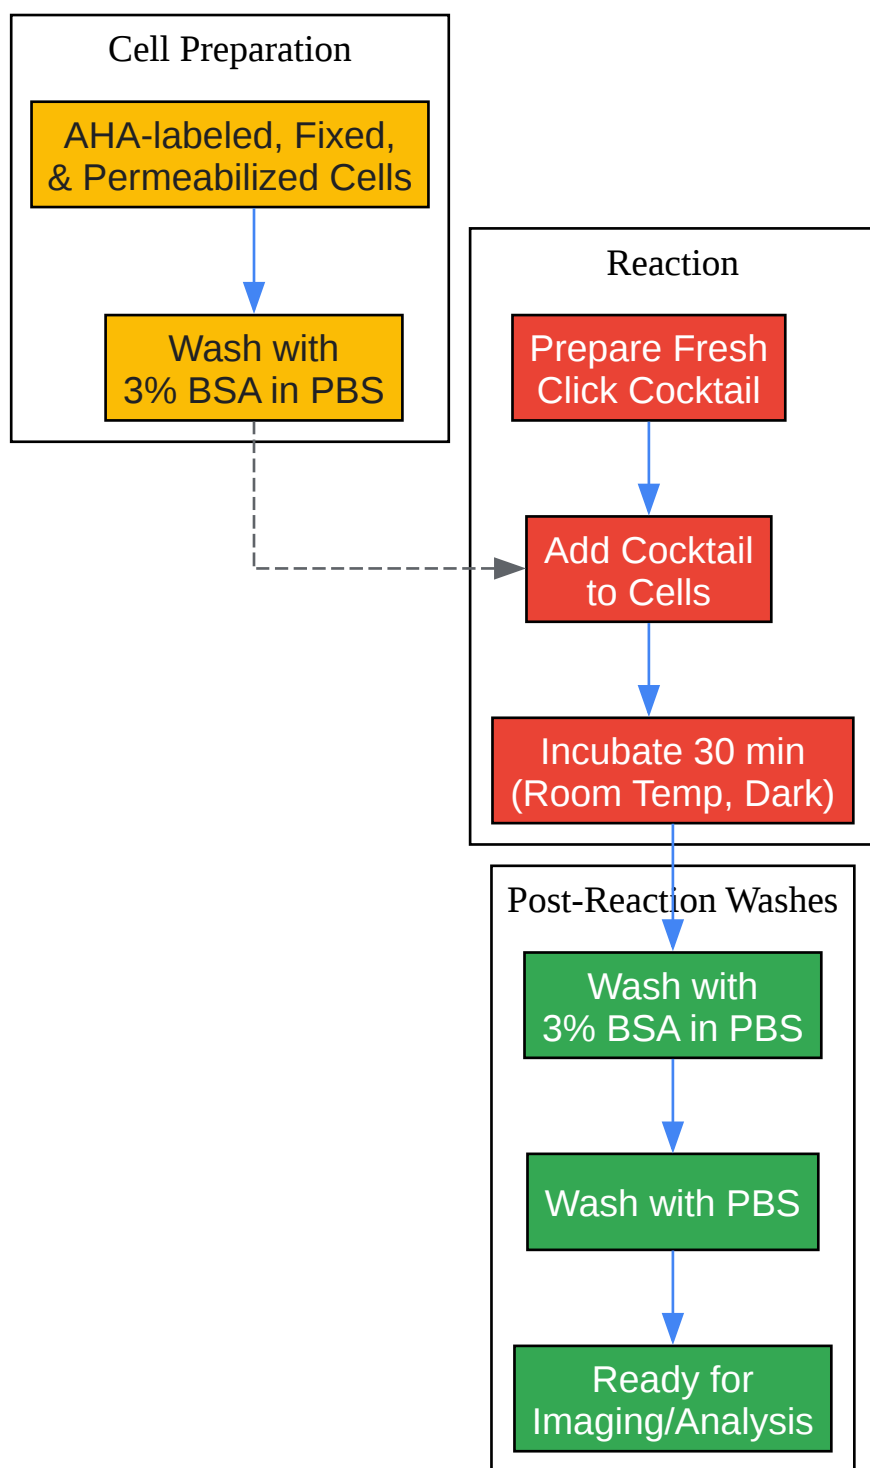 Cell Preparation
AHA-labeled, Fixed,
& Permeabilized Cells
Wash with
3% BSA in PBS
Reaction
Prepare Fresh
Click Cocktail
Add Cocktail
to Cells
Incubate 30 min
(Room Temp, Dark)
Post-Reaction Washes
Wash with
3% BSA in PBS
Wash with PBS
Ready for
Imaging/Analysis